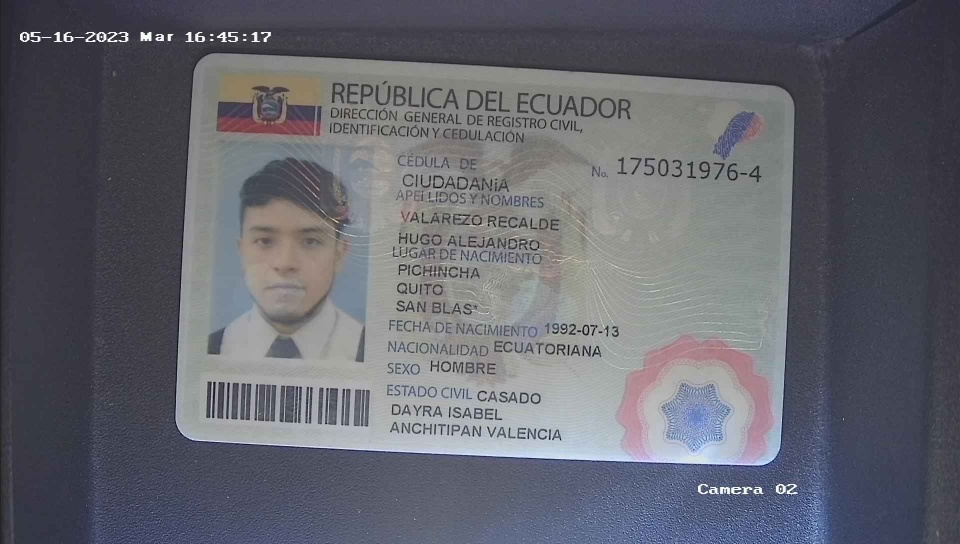 05-16-2023 Mar 16:45:17
REPÚBLICA DEL ECUADOR
DIRECCIÓN GENERAL DE REGISTRO CIVIL,
IDENTIFICACIÓN Y CEDULACIÓN
CÉDULA DE
CIUDADANíA
No. 175031976-4
APELLIDOS Y NOMBRES
VALAREZO RECALDE
HUGO ALEJANDRO
LUGAR DE NACIMIENTO
PICHINCHA
QUITO
SAN BLAS*
FECHA DE NACIMIENTO 1992-07-13
NACIONALIDAD ECUATORIANA
SEXO HOMBRE
ESTADO CIVIL CASADO
DAYRA ISABEL
ANCHITIPAN VALENCIA
Camera 02